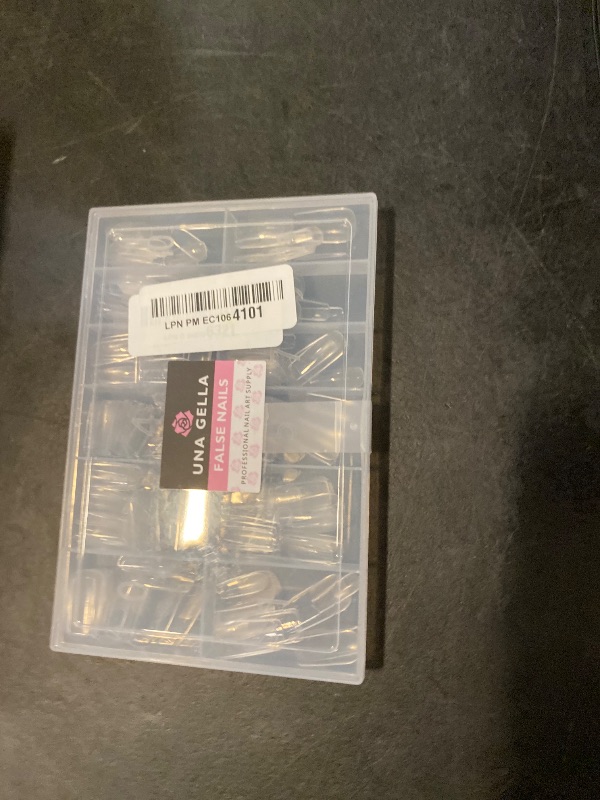 LPN PM EC1064101
UNA GELLA
FALSE NAILS
PROFESSIONAL NAIL ART SUPPLY